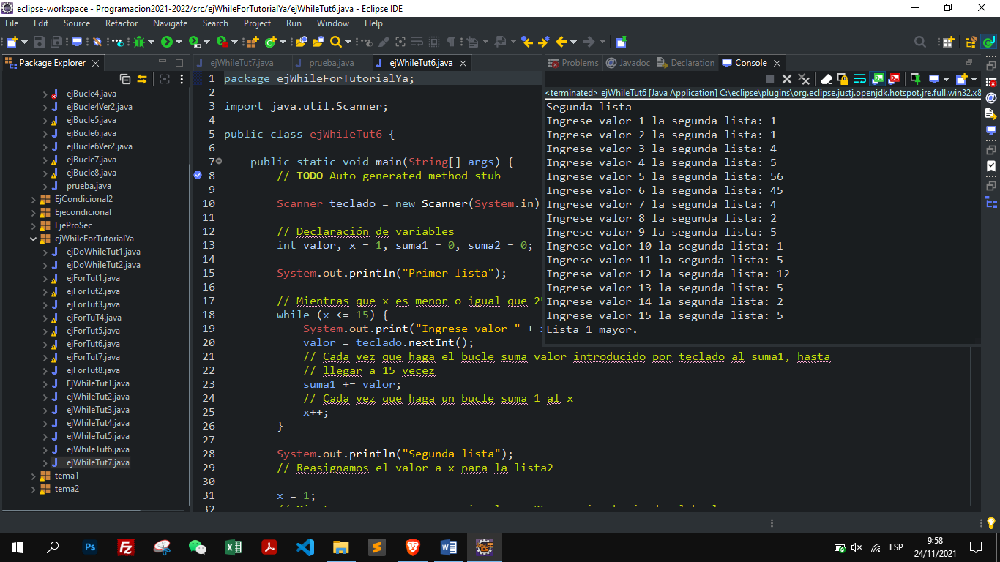 eclipse-workspace - Programacion2021-2022/src/ejWhileForTutorialYa/ejWhileTut6.java - Eclipse IDE
File Edit Source Refactor Navigate Search Project Run Window Help
Package Explorer
ejBucle4.java
ejBucle4Ver2.java
ejBucle5.java
ejBucle6.java
ejBucle6Ver2.java
ejBucle7.java
ejBucle8.java
prueba.java
EjCondicional2
Ejecondicional
EjeProSec
ejWhileForTutorialYa
ejDoWhileTut1.java
ejDoWhileTut2.java
ejForTut1.java
ejForTut2.java
ejForTut3.java
ejForTuT4.java
ejForTut5.java
ejForTut6.java
ejForTut7.java
ejForTut8.java
EjWhileTut1.java
ejWhileTut2.java
ejWhileTut3.java
ejWhileTut4.java
ejWhileTut5.java
ejWhileTut6.java
ejWhileTut7.java
tema1
tema2
ejWhileTut7.java prueba.java ejWhileTut6.java
1 package ejWhileForTutorialYa;
2
3 import java.util.Scanner;
4
5 public class ejWhileTut6 {
6
7 public static void main(String[] args) {
8 // TODO Auto-generated method stub
9
10 Scanner teclado = new Scanner(System.in)
11
12 // Declaración de variables
13 int valor, x = 1, suma1 = 0, suma2 = 0;
14
15 System.out.println("Primer lista");
16
17 // Mientras que x es menor o igual que 25
18 while (x <= 15) {
19 System.out.print("Ingrese valor " +
20 valor = teclado.nextInt();
21 // Cada vez que haga el bucle suma valor introducido por teclado al suma1, hasta
22 // llegar a 15 vecez
23 suma1 += valor;
24 // Cada vez que haga un bucle suma 1 al x
25 x++;
26 }
27
28 System.out.println("Segunda lista");
29 // Reasignamos el valor a x para la lista2
30
31 x = 1;
32
Problems Javadoc Declaration Console
<terminated> ejWhileTut6 [Java Application] C:\eclipse\plugins\org.eclipse.justj.openjdk.hotspot.jre.full.win32.x8
Segunda lista
Ingrese valor 1 la segunda lista: 1
Ingrese valor 2 la segunda lista: 1
Ingrese valor 3 la segunda lista: 4
Ingrese valor 4 la segunda lista: 5
Ingrese valor 5 la segunda lista: 56
Ingrese valor 6 la segunda lista: 45
Ingrese valor 7 la segunda lista: 4
Ingrese valor 8 la segunda lista: 2
Ingrese valor 9 la segunda lista: 5
Ingrese valor 10 la segunda lista: 1
Ingrese valor 11 la segunda lista: 5
Ingrese valor 12 la segunda lista: 12
Ingrese valor 13 la segunda lista: 5
Ingrese valor 14 la segunda lista: 2
Ingrese valor 15 la segunda lista: 5
Lista 1 mayor.
ESP
9:58
24/11/2021